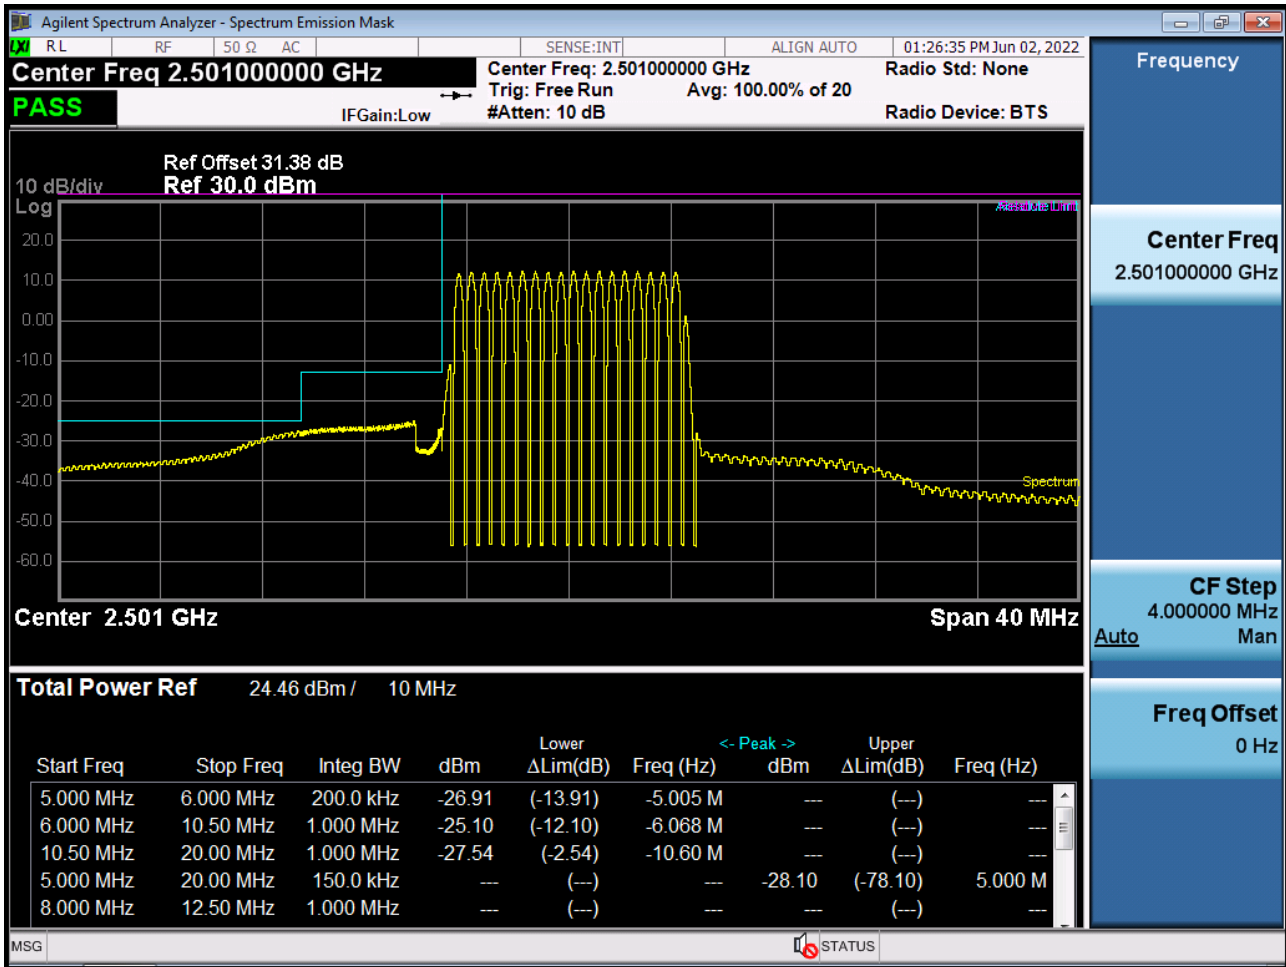 Agilent Spectrum Analyzer - Spectrum Emission Mask
LXI RL RF 50 Ω AC SENSE:INT ALIGN AUTO 01:26:35 PM Jun 02, 2022
Center Freq 2.501000000 GHz
Center Freq: 2.501000000 GHz Radio Std: None
Trig: Free Run Avg: 100.00% of 20
PASS
IFGain:Low
#Atten: 10 dB Radio Device: BTS
Ref Offset 31.38 dB
10 dB/div Ref 30.0 dBm
Log
Absolute Limit
20.0
10.0
0.00
-10.0
-20.0
-30.0
-40.0
Spectrum
-50.0
-60.0
Center 2.501 GHz Span 40 MHz
Total Power Ref 24.46 dBm / 10 MHz
Lower <- Peak -> Upper
Start Freq Stop Freq Integ BW dBm ΔLim(dB) Freq (Hz) dBm ΔLim(dB) Freq (Hz)
5.000 MHz 6.000 MHz 200.0 kHz -26.91 (-13.91) -5.005 M --- (---) ---
6.000 MHz 10.50 MHz 1.000 MHz -25.10 (-12.10) -6.068 M --- (---) ---
10.50 MHz 20.00 MHz 1.000 MHz -27.54 (-2.54) -10.60 M --- (---) ---
5.000 MHz 20.00 MHz 150.0 kHz --- (---) --- -28.10 (-78.10) 5.000 M
8.000 MHz 12.50 MHz 1.000 MHz --- (---) --- --- (---) ---
MSG STATUS
Frequency
Center Freq
2.501000000 GHz
CF Step
4.000000 MHz
Auto Man
Freq Offset
0 Hz